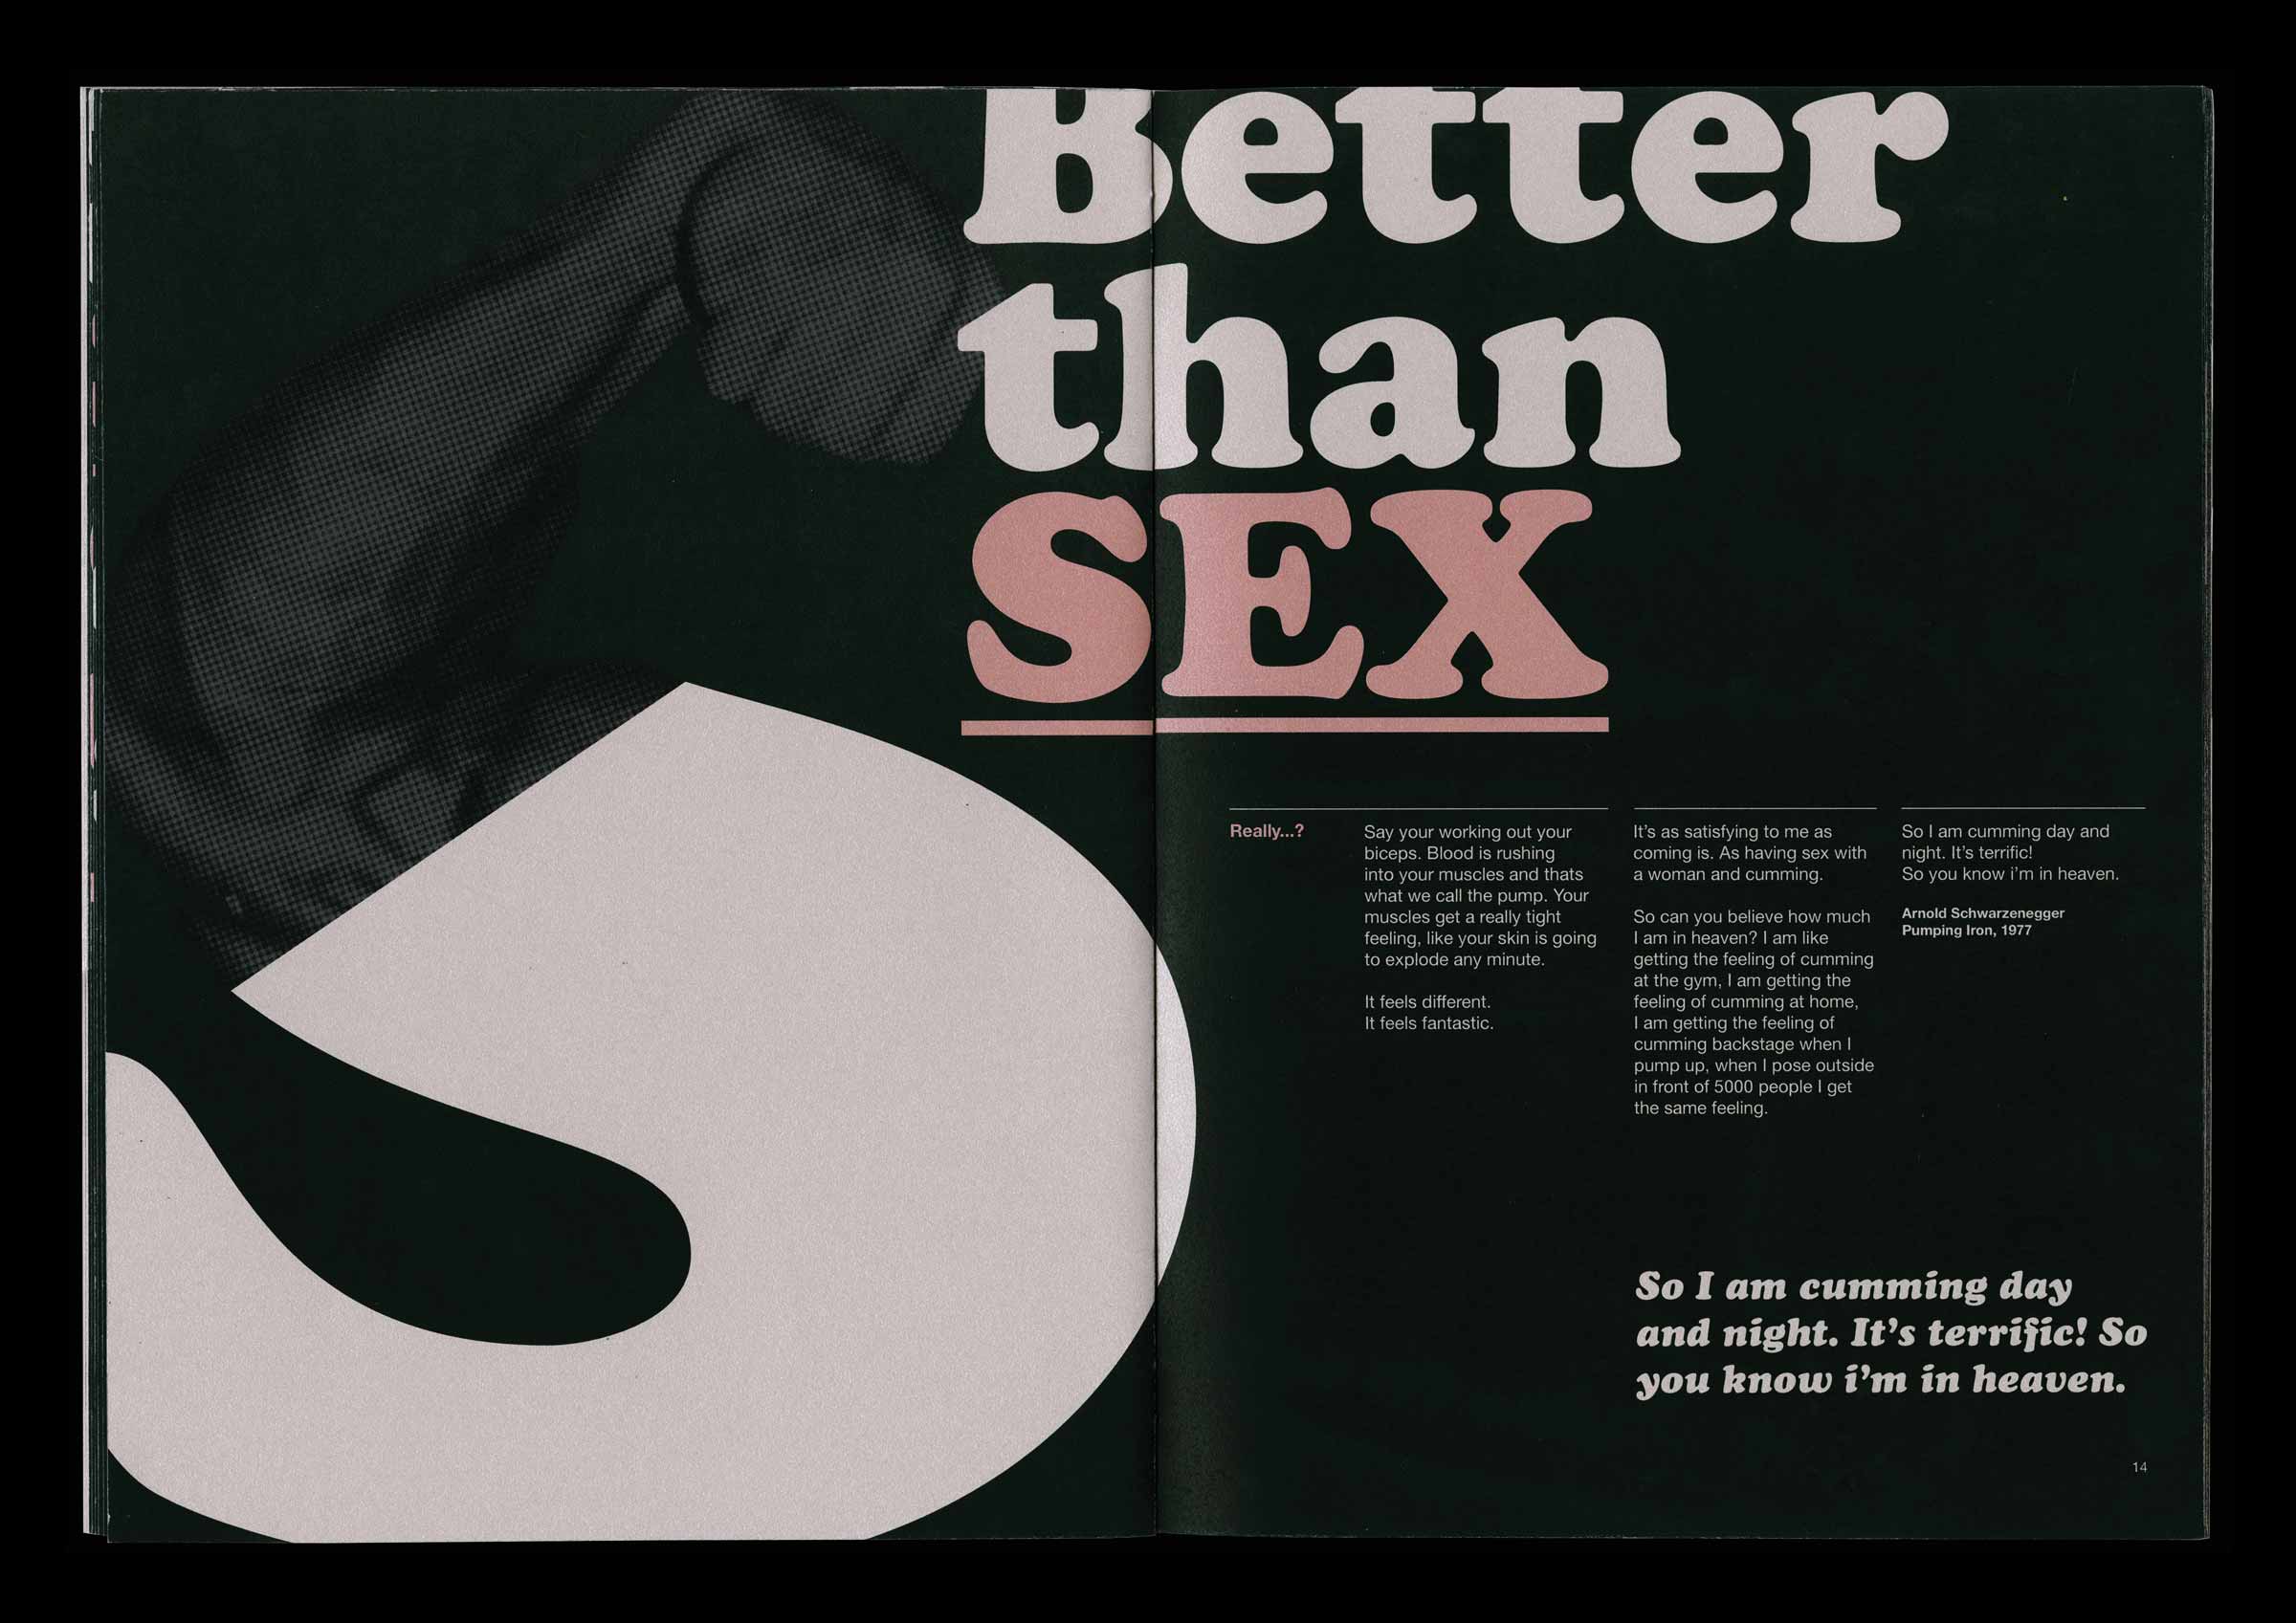 Better
than
SEX
Really...?
Say your working out your
biceps. Blood is rushing
into your muscles and thats
what we call the pump. Your
muscles get a really tight
feeling, like your skin is going
to explode any minute.
It feels different.
It feels fantastic.
It's as satisfying to me as
coming is. As having sex with
a woman and cumming.
So can you believe how much
I am in heaven? I am like
getting the feeling of cumming
at the gym, I am getting the
feeling of cumming at home,
I am getting the feeling of
cumming backstage when I
pump up, when I pose outside
in front of 5000 people I get
the same feeling.
So I am cumming day and
night. It's terrific!
So you know i'm in heaven.
Arnold Schwarzenegger
Pumping Iron, 1977
So I am cumming day
and night. It's terrific! So
you know i'm in heaven.
14